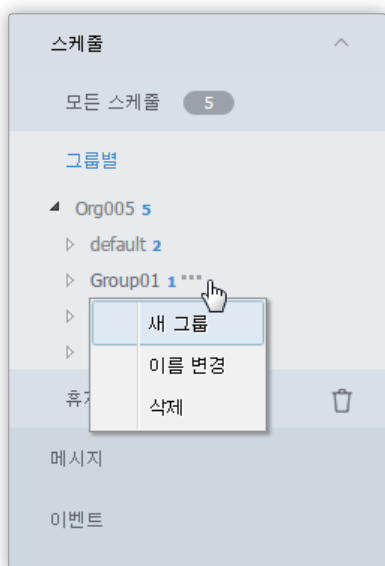 스케줄
모든 스케줄 5
그룹별
Org005 5
default 2
Group01 1
새 그룹
이름 변경
삭제
메시지
이벤트